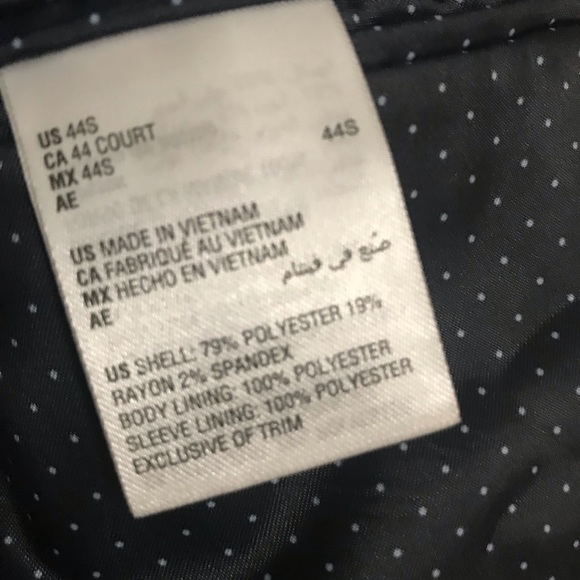 US 44S
CA 44 COURT
MX 44S
AE 44S
US MADE IN VIETNAM
CA FABRIQUÉ AU VIETNAM
MX HECHO EN VIETNAM
AE صنع في فيتنام
US SHELL: 79% POLYESTER 19%
RAYON 2% SPANDEX
BODY LINING: 100% POLYESTER
SLEEVE LINING: 100% POLYESTER
EXCLUSIVE OF TRIM